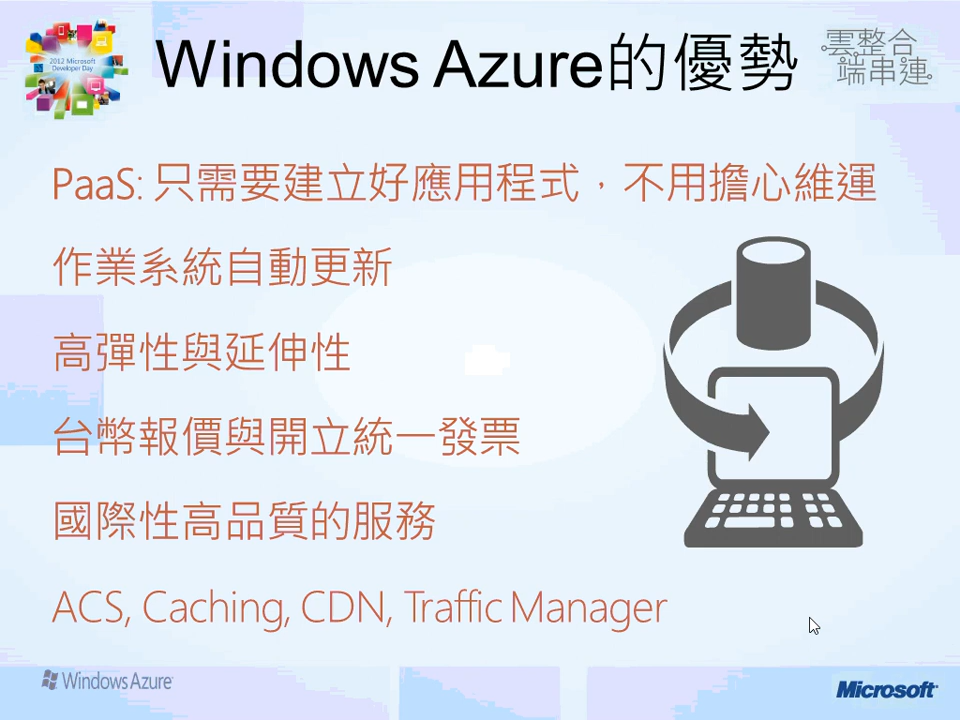 2012 Microsoft
Developer Day
Windows Azure的優勢
雲整合
端串連
PaaS: 只需要建立好應用程式，不用擔心維運
作業系統自動更新
高彈性與延伸性
台幣報價與開立統一發票
國際性高品質的服務
ACS, Caching, CDN, Traffic Manager
Windows Azure
Microsoft